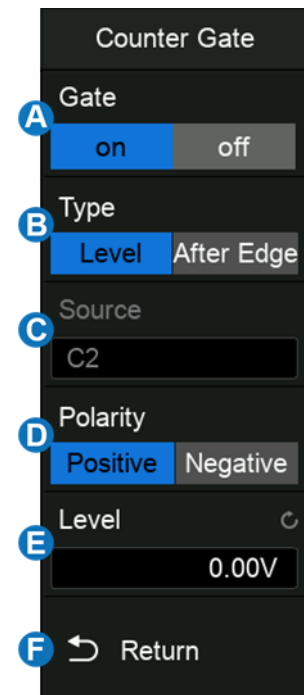 Counter Gate
Gate
A
on off
Type
B
Level After Edge
Source
C
C2
Polarity
D
Positive Negative
Level
E
0.00V
F Return